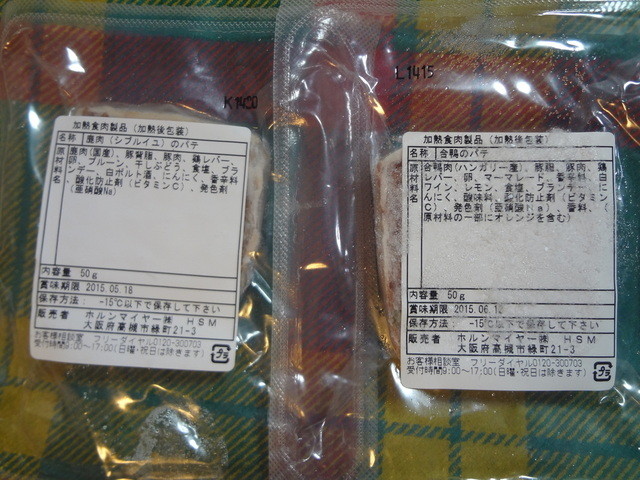 K1400
加熱食肉製品（加熱後包装）
名称 鹿肉（シブルイユ）のパテ
原材料名 鹿肉(国産)、豚背脂、豚肉、鶏レバー、
卵、プルーン、干しぶどう、食塩、ブラ
ンデー、白ポルト酒、にんにく、香辛料
、酸化防止剤（ビタミンC）、発色剤
（亜硝酸Na）
内容量 50g
賞味期限 2015.05.18
保存方法： -15℃以下で保存して下さい
販売者 ホルンマイヤー㈱ HSM
大阪府高槻市緑町21-3
お客様相談室 フリーダイヤル0120-300703
受付時間9:00～17:00(日曜・祝日は除きます)
プラ
L1415
加熱食肉製品（加熱後包装）
名称 合鴨のパテ
原材料名 合鴨肉(ハンガリー産)、豚脂、豚肉、鶏
レバー、卵、マーマレード、香辛料、白
ワイン、レモン、食塩、ブランデー、に
んにく、酸味料、酸化防止剤（ビタミン
C）、発色剤（亜硝酸Na）、香料、（
原材料の一部にオレンジを含む）
内容量 50g
賞味期限 2015.06.
保存方法： -15℃以下で保存して下さい
販売者 ホルンマイヤー㈱ HSM
大阪府高槻市緑町21-3
お客様相談室 フリーダイヤル0120-300703
受付時間9:00～17:00(日曜・祝日は除きます)
プラ